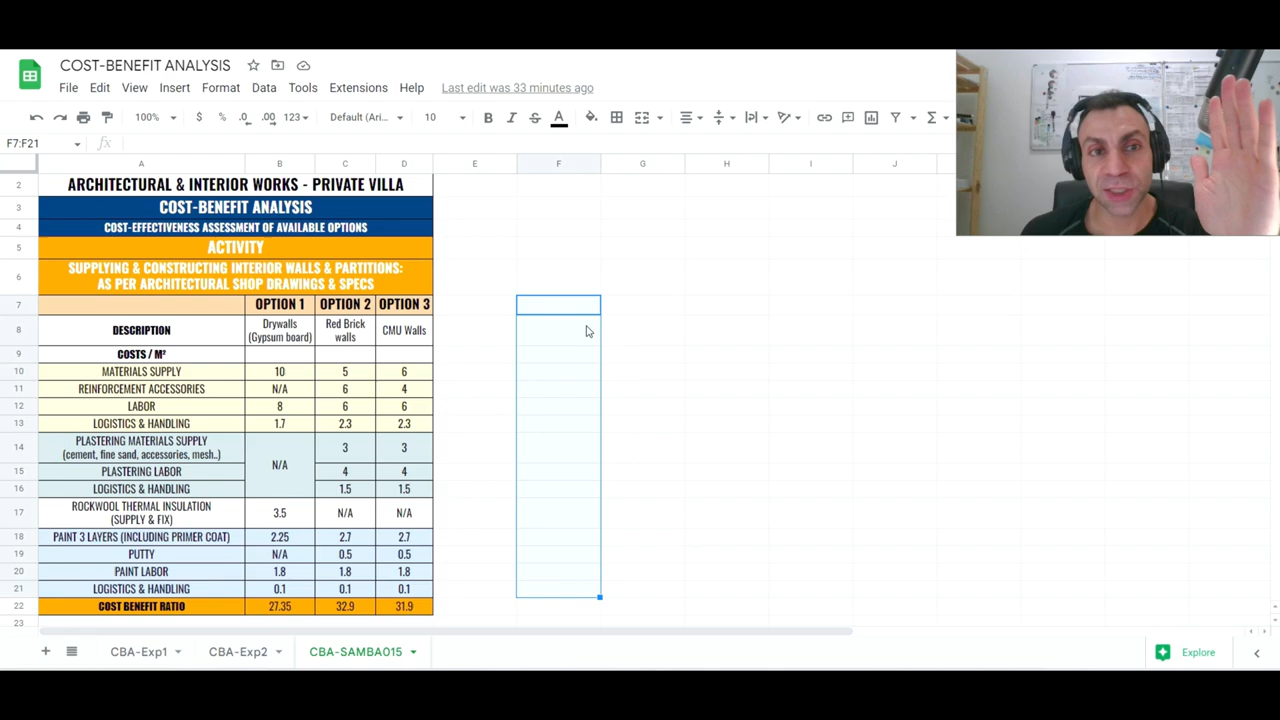 COST-BENEFIT ANALYSIS
File Edit View Insert Format Data Tools Extensions Help Last edit was 33 minutes ago
100% $ % .0 .00 123 Default (Ari... 10 B I S A
F7:F21 fx
A B C D E F G H I J
2 ARCHITECTURAL & INTERIOR WORKS - PRIVATE VILLA
3 COST-BENEFIT ANALYSIS
4 COST-EFFECTIVENESS ASSESSMENT OF AVAILABLE OPTIONS
5 ACTIVITY
6 SUPPLYING & CONSTRUCTING INTERIOR WALLS & PARTITIONS:
AS PER ARCHITECTURAL SHOP DRAWINGS & SPECS
7 OPTION 1 OPTION 2 OPTION 3
8 DESCRIPTION Drywalls (Gypsum board) Red Brick walls CMU Walls
9 COSTS / M²
10 MATERIALS SUPPLY 10 5 6
11 REINFORCEMENT ACCESSORIES N/A 6 4
12 LABOR 8 6 6
13 LOGISTICS & HANDLING 1.7 2.3 2.3
14 PLASTERING MATERIALS SUPPLY (cement, fine sand, accessories, mesh..) N/A 3 3
15 PLASTERING LABOR 4 4
16 LOGISTICS & HANDLING 1.5 1.5
17 ROCKWOOL THERMAL INSULATION (SUPPLY & FIX) 3.5 N/A N/A
18 PAINT 3 LAYERS (INCLUDING PRIMER COAT) 2.25 2.7 2.7
19 PUTTY N/A 0.5 0.5
20 PAINT LABOR 1.8 1.8 1.8
21 LOGISTICS & HANDLING 0.1 0.1 0.1
22 COST BENEFIT RATIO 27.35 32.9 31.9
23
CBA-Exp1 CBA-Exp2 CBA-SAMBA015 Explore